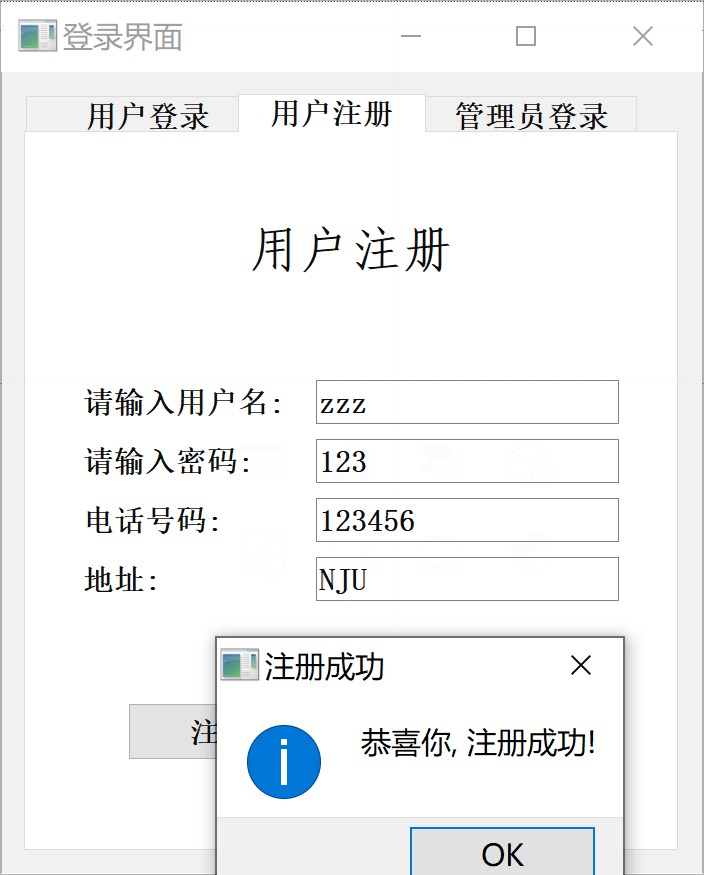 登录界面
用户登录 用户注册 管理员登录
用户注册
请输入用户名: zzz
请输入密码: 123
电话号码: 123456
地址: NJU
注册成功
注
恭喜你, 注册成功!
OK